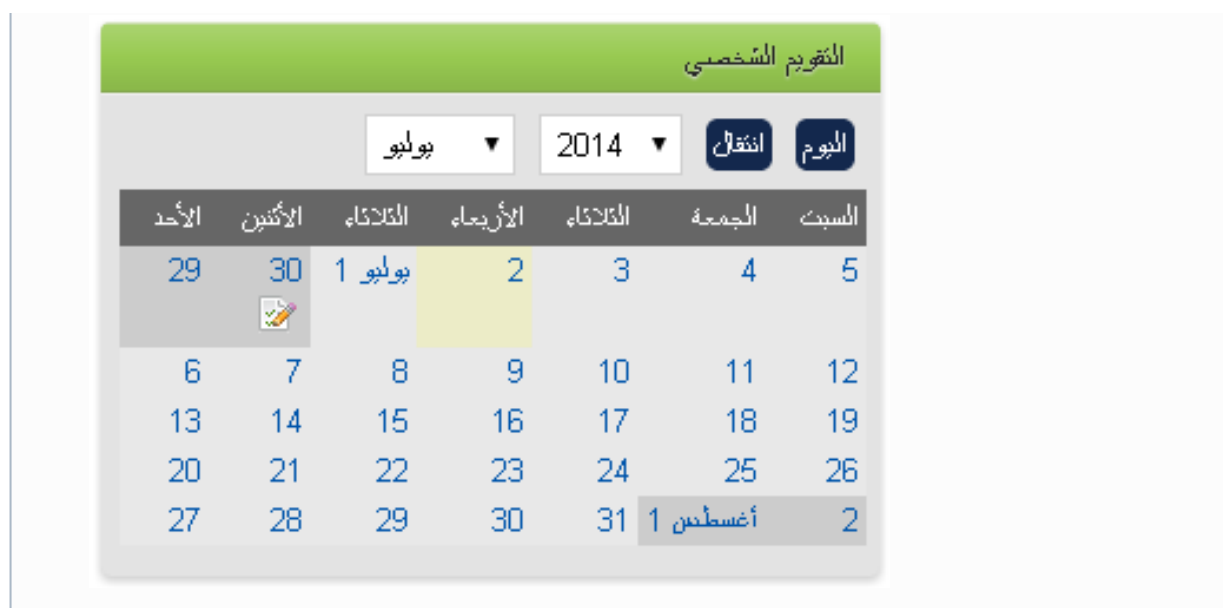 التقويم الشخصي
اليوم انتقال 2014 يوليو
السبت الجمعة الثلاثاء الأربعاء الثلاثاء الأثنين الأحد
5 4 3 2 يوليو 1 30 29
12 11 10 9 8 7 6
19 18 17 16 15 14 13
26 25 24 23 22 21 20
2 أغسطس 1 31 30 29 28 27